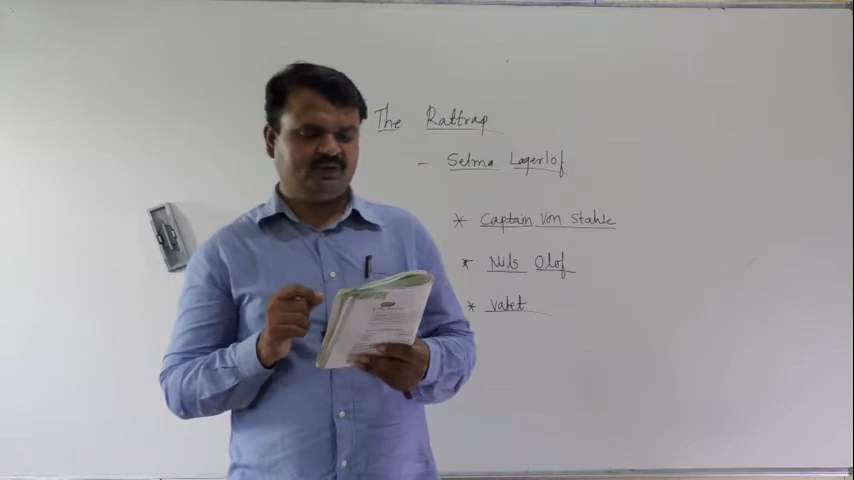 The Rattrap
- Selma Lagerlof
* Captain Von Stahle
* Nils Olof
* Valet